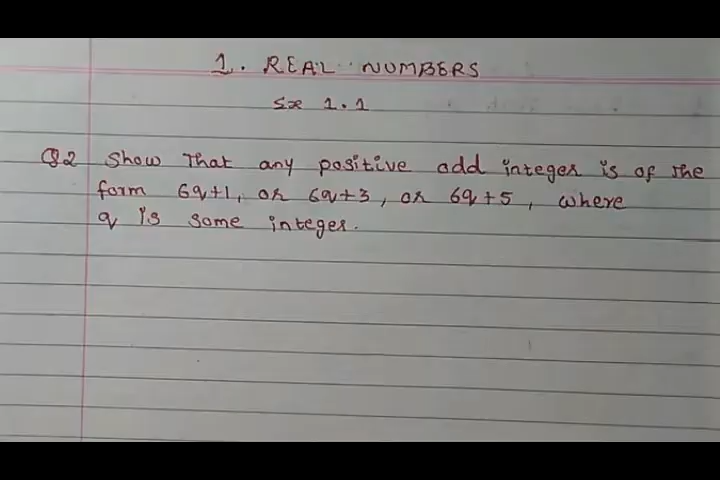 1. REAL NUMBERS
Ex 1.1
Q2 Show That any positive add integer is of the
form 6q+1, or 6q+3, or 6q+5, where
q is some integer.